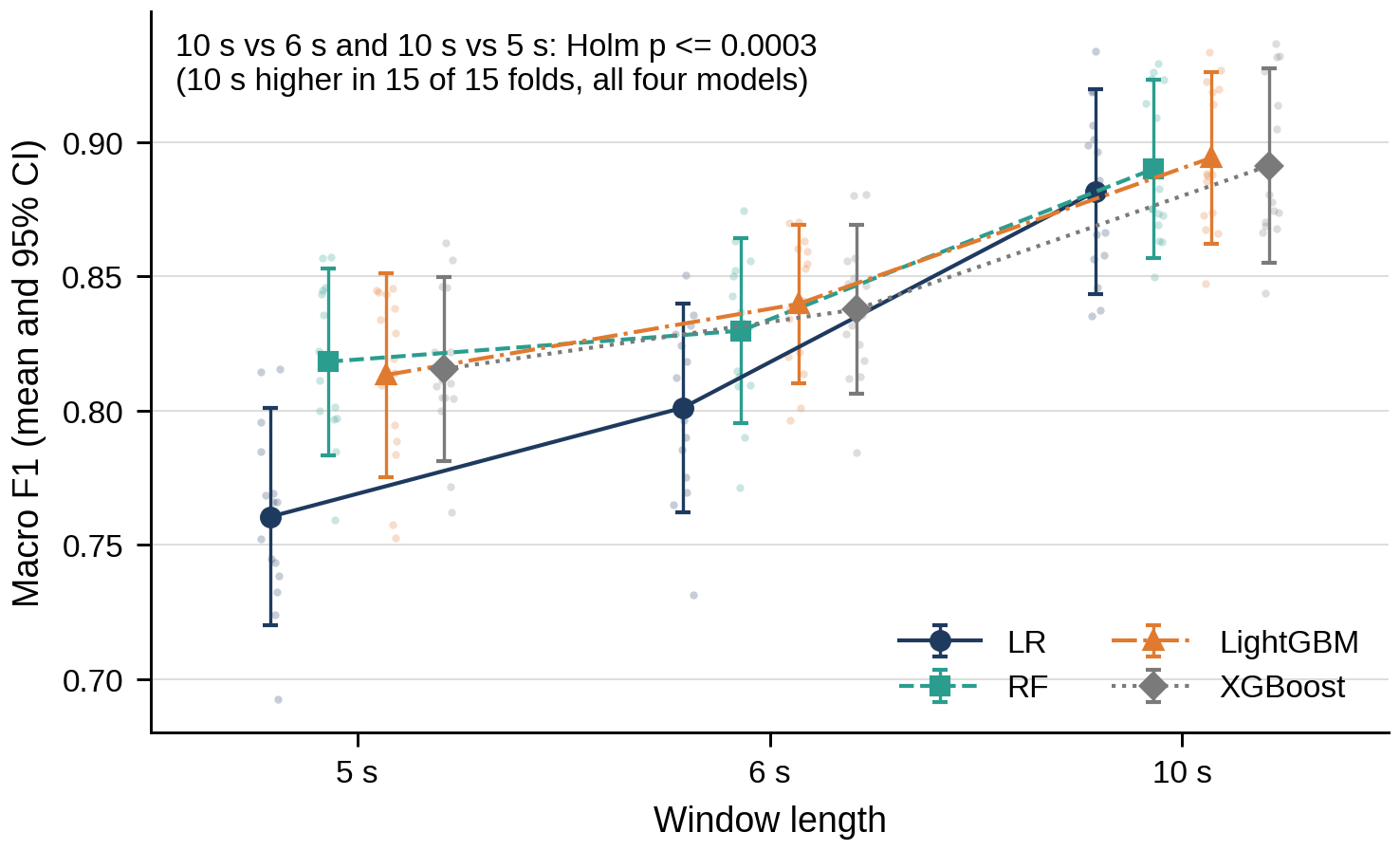 10 s vs 6 s and 10 s vs 5 s: Holm p <= 0.0003
(10 s higher in 15 of 15 folds, all four models)
Macro F1 (mean and 95% CI)
0.90
0.85
0.80
0.75
0.70
LR
LightGBM
RF
XGBoost
5 s
6 s
10 s
Window length